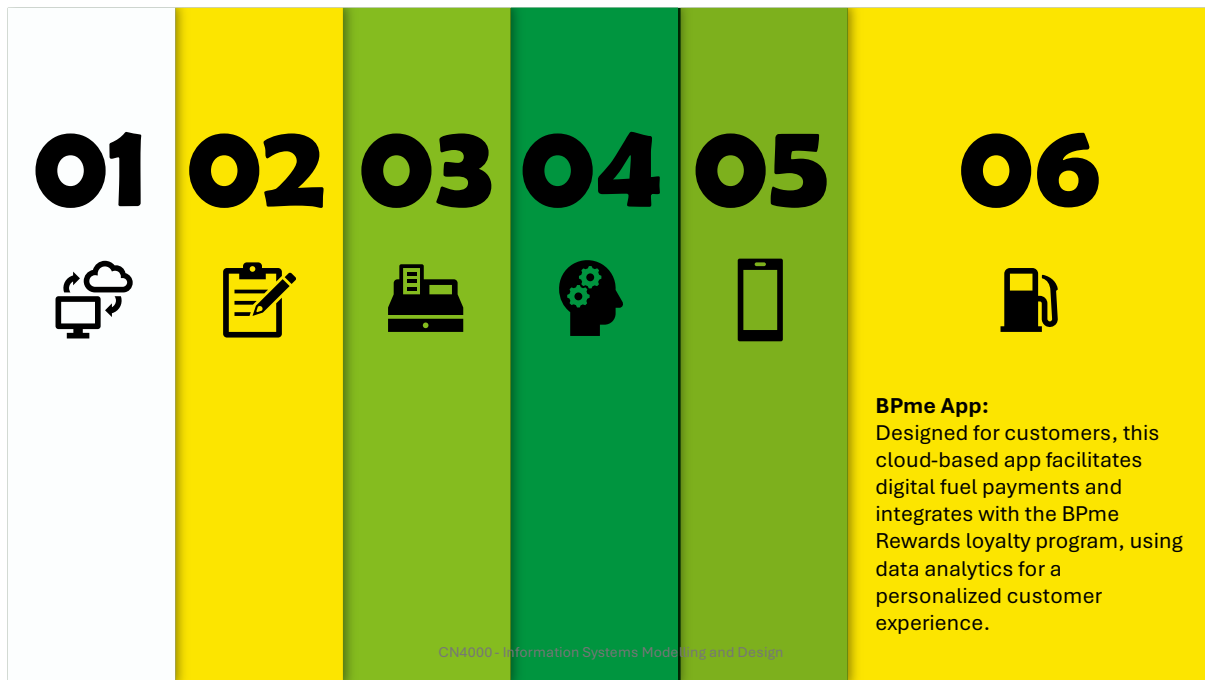 01
02
03
04
05
06
BPme App:
Designed for customers, this
cloud-based app facilitates
digital fuel payments and
integrates with the BPme
Rewards loyalty program, using
data analytics for a
personalized customer
experience.
CN4000 - Information Systems Modelling and Design